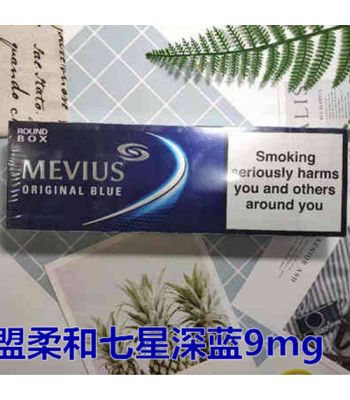 ROUND
BOX
MEVIUS
ORIGINAL BLUE
Smoking
seriously harms
you and others
around you
盟柔和七星深蓝9mg